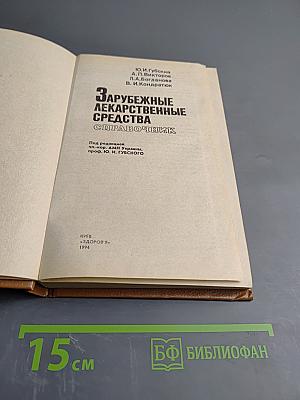 Ю.И.Губский
А.П.Викторов
Л.А.Богданова
В.И.Кондратюк
ЗАРУБЕЖНЫЕ
ЛЕКАРСТВЕННЫЕ
СРЕДСТВА
СПРАВОЧНИК
Под редакцией
чл.-кор. АМН Украины,
проф. Ю. И. ГУБСКОГО
КИЕВ
«ЗДОРОВ'Я»
1994
15 см
БФ БИБЛИОФАН